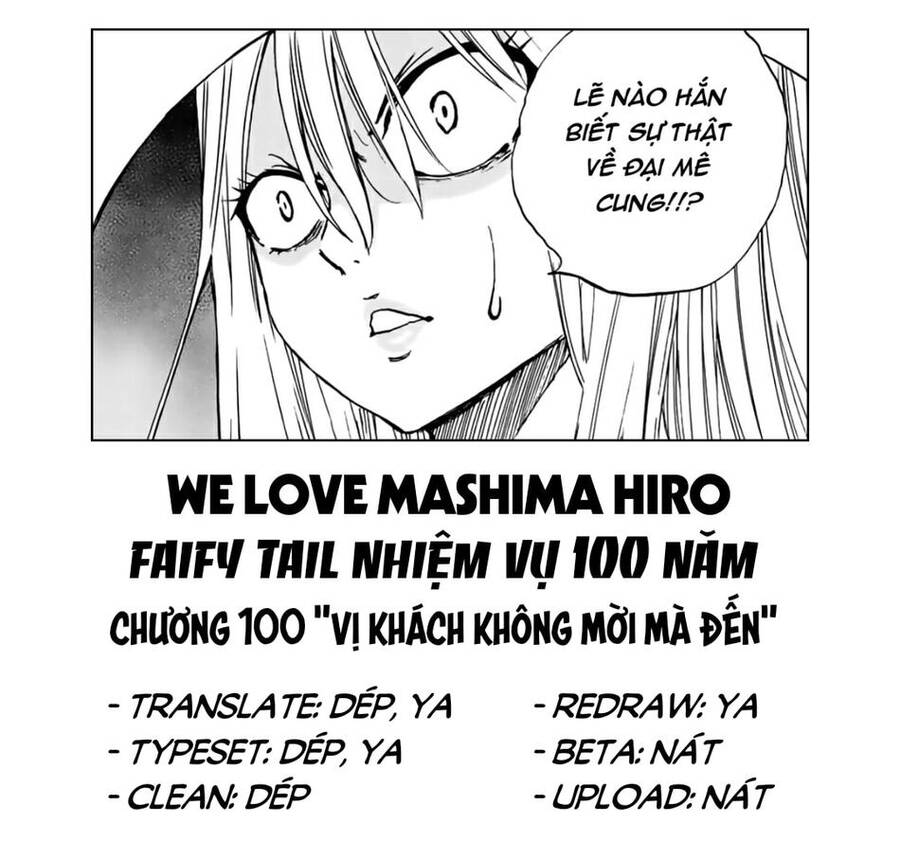 LẼ NÀO HẮN
BIẾT SỰ THẬT
VỀ ĐẠI MÊ
CUNG!!?
WE LOVE MASHIMA HIRO
FAIFY TAIL NHIỆM VỤ 100 NĂM
CHƯƠNG 100 "VỊ KHÁCH KHÔNG MỜI MÀ ĐẾN"
- TRANSLATE: DÉP, YA
- REDRAW: YA
- TYPESET: DÉP, YA
- BETA: NÁT
- CLEAN: DÉP
- UPLOAD: NÁT